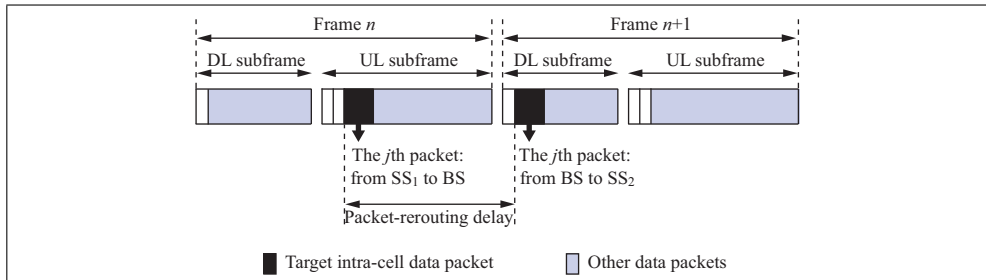 Frame n
Frame n+1
DL subframe
UL subframe
DL subframe
UL subframe
The jth packet:
from SS₁ to BS
The jth packet:
from BS to SS₂
Packet-rerouting delay
Target intra-cell data packet
Other data packets